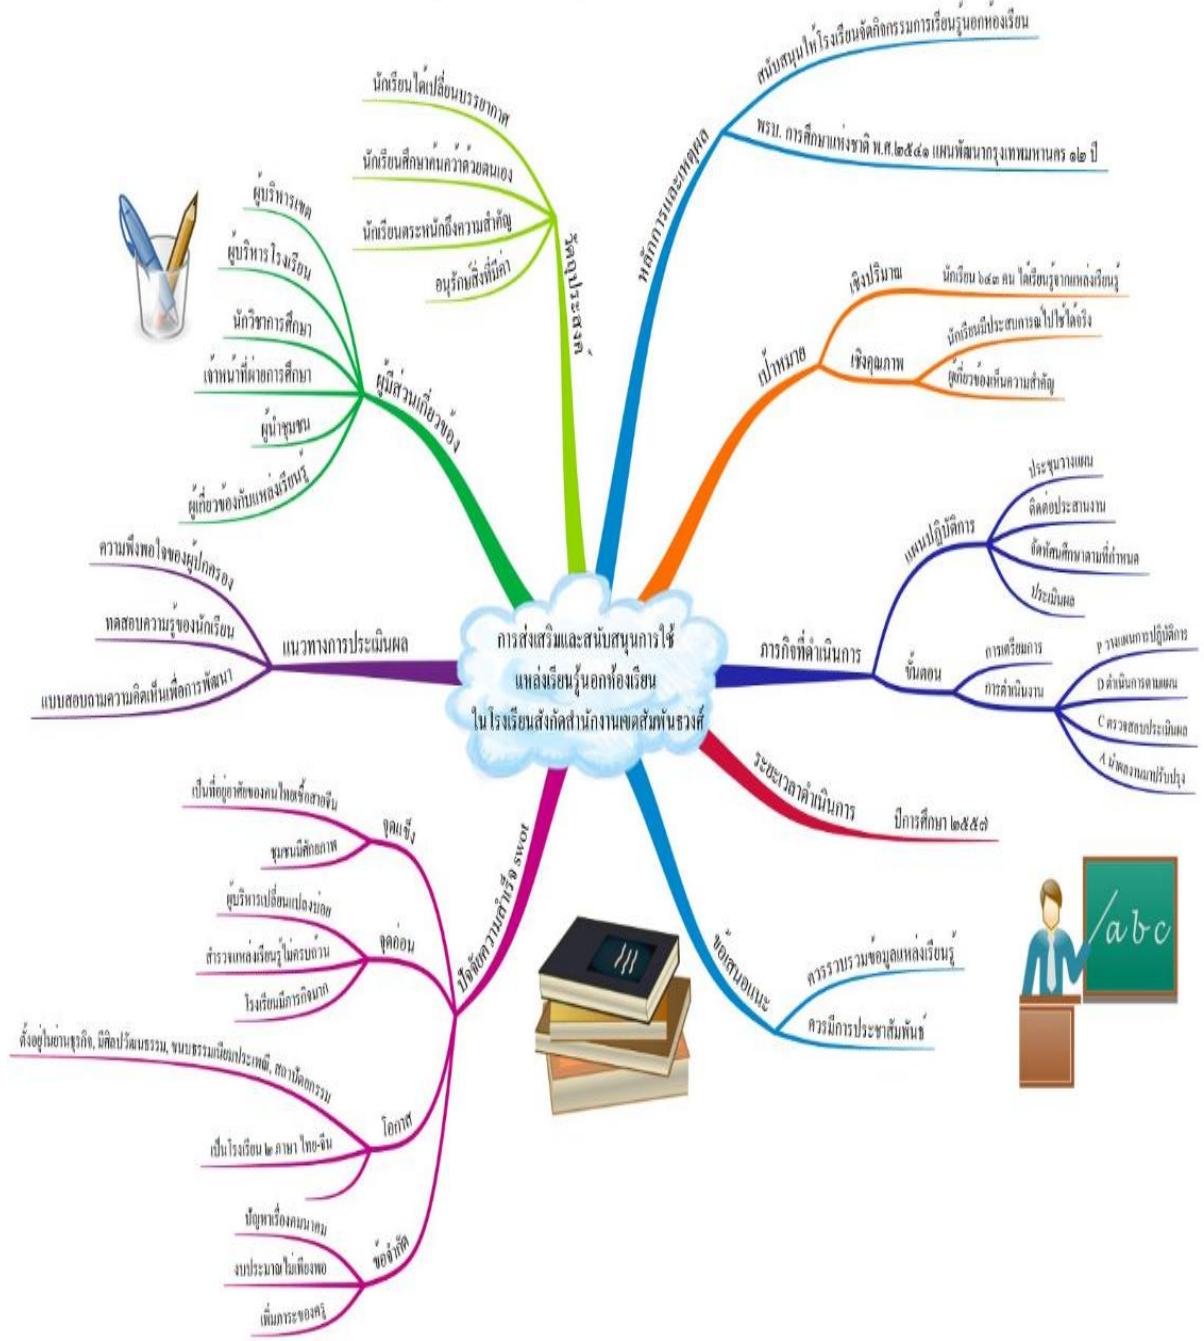 การส่งเสริมและสนับสนุนการใช้
แหล่งเรียนรู้นอกห้องเรียน
ในโรงเรียนสังกัดสำนักงานเขตสัมพันธวงศ์
หลักการและเหตุผล
สนับสนุนให้โรงเรียนจัดกิจกรรมการเรียนรู้นอกห้องเรียน
พรบ. การศึกษาแห่งชาติ พ.ศ.๒๕๔๑ แผนพัฒนากรุงเทพมหานคร ๑๒ ปี
เป้าหมาย
เชิงปริมาณ
นักเรียน ๖๔๓ คน ได้เรียนรู้จากแหล่งเรียนรู้
เชิงคุณภาพ
นักเรียนมีประสบการณ์ไปใช้ได้จริง
ผู้เกี่ยวข้องเห็นความสำคัญ
ภารกิจที่ดำเนินการ
แผนปฏิบัติการ
ประชุมวางแผน
ติดต่อประสานงาน
จัดทัศนศึกษาตามที่กำหนด
ประเมินผล
ขั้นตอน
การเตรียมการ
การดำเนินงาน
P วางแผนการปฏิบัติการ
D ดำเนินการตามแผน
C ตรวจสอบประเมินผล
A นำผลงานมาปรับปรุง
ระยะเวลาดำเนินการ
ปีการศึกษา ๒๕๕๗
ข้อเสนอแนะ
ควรรวบรวมข้อมูลแหล่งเรียนรู้
ควรมีการประชาสัมพันธ์
abc
ปัจจัยความสำเร็จ swot
จุดแข็ง
เป็นที่อยู่อาศัยของคนไทยเชื้อสายจีน
ชุมชนมีศักยภาพ
จุดอ่อน
ผู้บริหารเปลี่ยนแปลงบ่อย
สำรวจแหล่งเรียนรู้ไม่ครบถ้วน
โรงเรียนมีภารกิจมาก
โอกาส
ตั้งอยู่ในย่านธุรกิจ, มีศิลปวัฒนธรรม, ขนบธรรมเนียมประเพณี, สถาปัตยกรรม
เป็นโรงเรียน ๒ ภาษา ไทย-จีน
ข้อจำกัด
ปัญหาเรื่องคมนาคม
งบประมาณไม่เพียงพอ
เพิ่มภาระของครู
แนวทางการประเมินผล
ความพึงพอใจของผู้ปกครอง
ทดสอบความรู้ของนักเรียน
แบบสอบถามความคิดเห็นเพื่อการพัฒนา
ผู้มีส่วนเกี่ยวข้อง
ผู้บริหารเขต
ผู้บริหารโรงเรียน
นักวิชาการศึกษา
เจ้าหน้าที่ฝ่ายการศึกษา
ผู้นำชุมชน
ผู้เกี่ยวข้องกับแหล่งเรียนรู้
วัตถุประสงค์
นักเรียนได้เปลี่ยนบรรยากาศ
นักเรียนศึกษาค้นคว้าด้วยตนเอง
นักเรียนตระหนักถึงความสำคัญ
อนุรักษ์สิ่งที่มีค่า